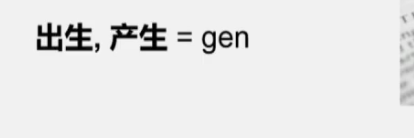 出生, 产生 = gen